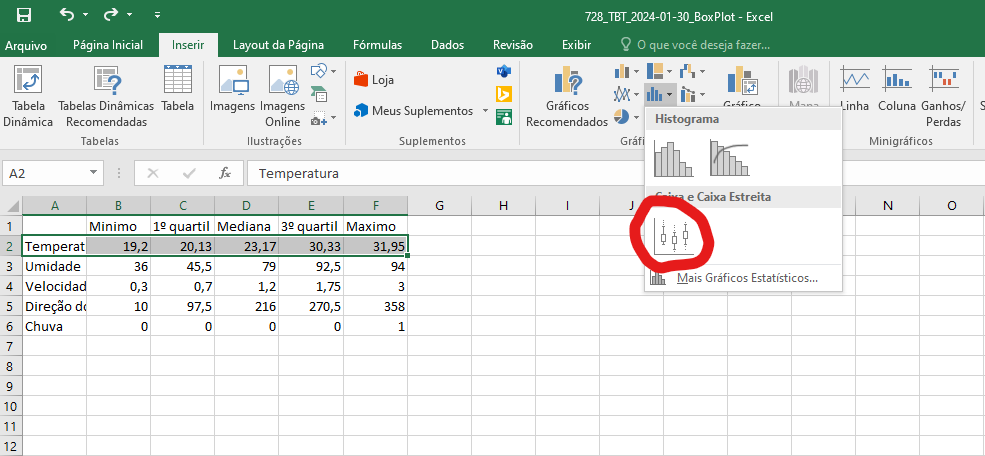 728_TBT_2024-01-30_BoxPlot - Excel
Arquivo Página Inicial Inserir Layout da Página Fórmulas Dados Revisão Exibir O que você deseja fazer...
Tabela Dinâmica
Tabelas Dinâmicas Recomendadas
Tabela
Tabelas
Imagens
Imagens Online
Ilustrações
Loja
Meus Suplementos
Suplementos
Gráficos Recomendados
Linha
Coluna
Ganhos/Perdas
Minigráficos
Histograma
Caixa e Caixa Estreita
Mais Gráficos Estatísticos...
A2 fx Temperatura
A B C D E F G H I J N O
1 Minimo 1º quartil Mediana 3º quartil Maximo
2 Temperat 19,2 20,13 23,17 30,33 31,95
3 Umidade 36 45,5 79 92,5 94
4 Velocidad 0,3 0,7 1,2 1,75 3
5 Direção do 10 97,5 216 270,5 358
6 Chuva 0 0 0 0 1
7
8
9
10
11
12